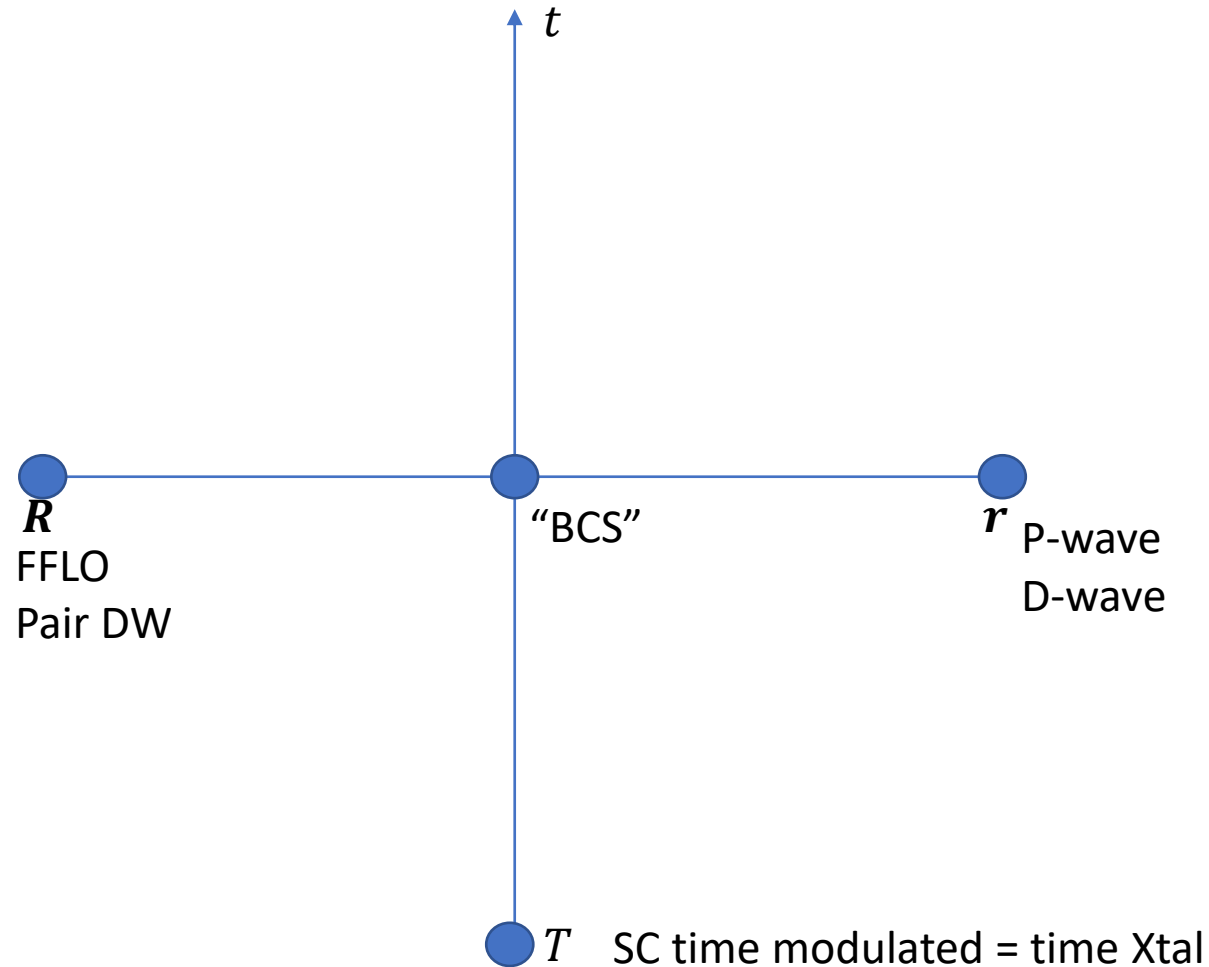 t
R
FFLO
Pair DW
“BCS”
r
P-wave
D-wave
T SC time modulated = time Xtal